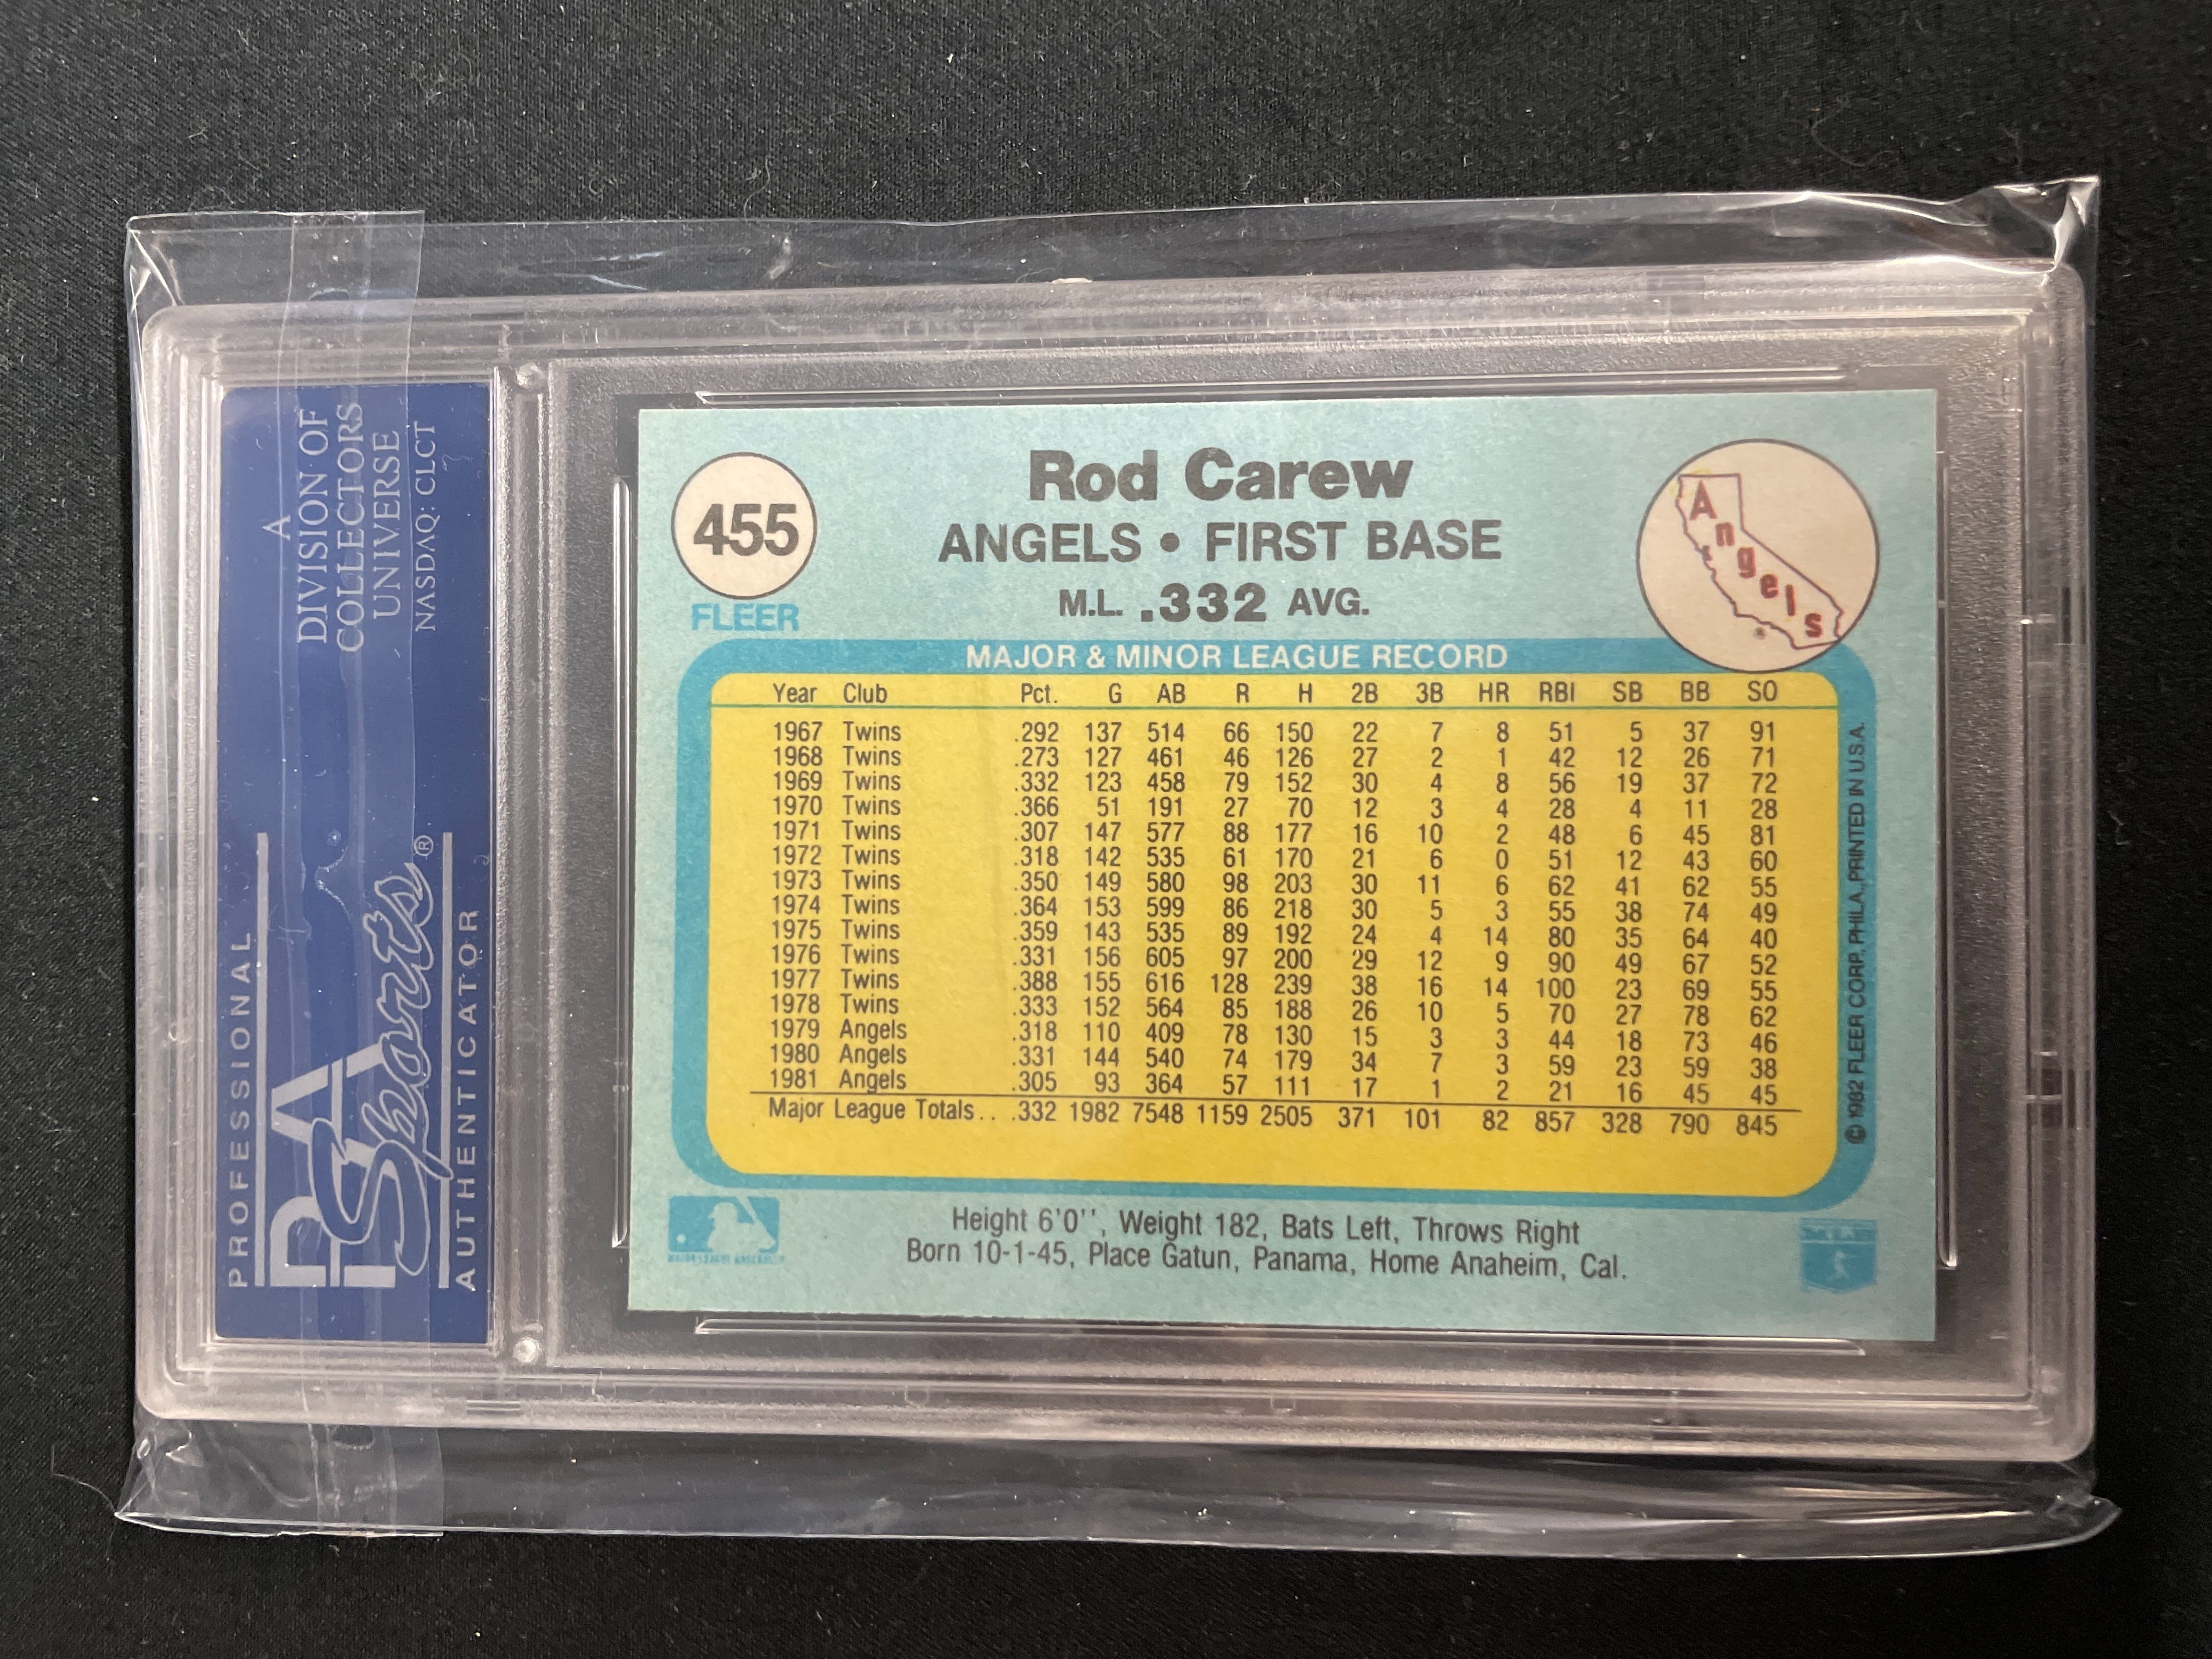 A
DIVISION OF
COLLECTORS
UNIVERSE
NASDAQ: CLCT
PROFESSIONAL
PSA Sports®
AUTHENTICATOR
455
FLEER
Rod Carew
ANGELS • FIRST BASE
M.L. .332 AVG.
Angels
MAJOR & MINOR LEAGUE RECORD
Year Club Pct. G AB R H 2B 3B HR RBI SB BB SO
1967 Twins .292 137 514 66 150 22 7 8 51 5 37 91
1968 Twins .273 127 461 46 126 27 2 1 42 12 26 71
1969 Twins .332 123 458 79 152 30 4 8 56 19 37 72
1970 Twins .366 51 191 27 70 12 3 4 28 4 11 28
1971 Twins .307 147 577 88 177 16 10 2 48 6 45 81
1972 Twins .318 142 535 61 170 21 6 0 51 12 43 60
1973 Twins .350 149 580 98 203 30 11 6 62 41 62 55
1974 Twins .364 153 599 86 218 30 5 3 55 38 74 49
1975 Twins .359 143 535 89 192 24 4 14 80 35 64 40
1976 Twins .331 156 605 97 200 29 12 9 90 49 67 52
1977 Twins .388 155 616 128 239 38 16 14 100 23 69 55
1978 Twins .333 152 564 85 188 26 10 5 70 27 78 62
1979 Angels .318 110 409 78 130 15 3 3 44 18 73 46
1980 Angels .331 144 540 74 179 34 7 3 59 23 59 38
1981 Angels .305 93 364 57 111 17 1 2 21 16 45 45
Major League Totals . . .332 1982 7548 1159 2505 371 101 82 857 328 790 845
© 1982 FLEER CORP. PHILA., PRINTED IN U.S.A.
Height 6'0'', Weight 182, Bats Left, Throws Right
Born 10-1-45, Place Gatun, Panama, Home Anaheim, Cal.
MAJOR LEAGUE BASEBALL